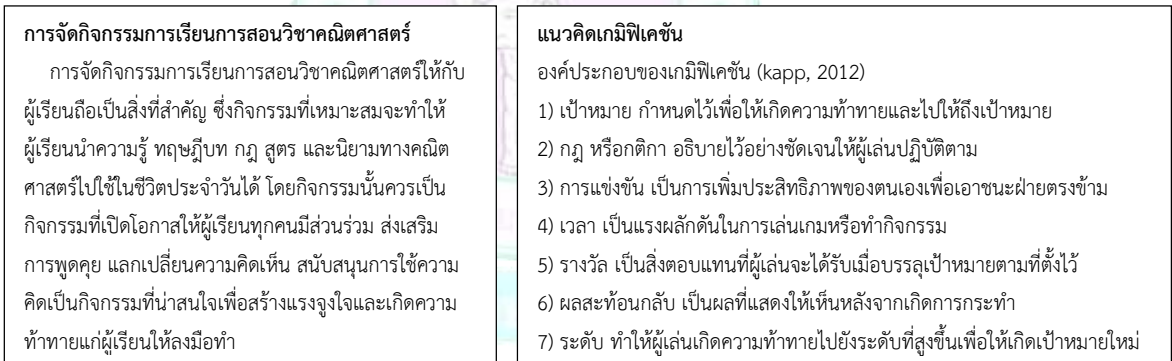 การจัดกิจกรรมการเรียนการสอนวิชาคณิตศาสตร์
การจัดกิจกรรมการเรียนการสอนวิชาคณิตศาสตร์ให้กับ
ผู้เรียนถือเป็นสิ่งที่สำคัญ ซึ่งกิจกรรมที่เหมาะสมจะทำให้
ผู้เรียนนำความรู้ ทฤษฎีบท กฎ สูตร และนิยามทางคณิต
ศาสตร์ไปใช้ในชีวิตประจำวันได้ โดยกิจกรรมนั้นควรเป็น
กิจกรรมที่เปิดโอกาสให้ผู้เรียนทุกคนมีส่วนร่วม ส่งเสริม
การพูดคุย แลกเปลี่ยนความคิดเห็น สนับสนุนการใช้ความ
คิดเป็นกิจกรรมที่น่าสนใจเพื่อสร้างแรงจูงใจและเกิดความ
ท้าทายแก่ผู้เรียนให้ลงมือทำ
แนวคิดเกมิฟิเคชัน
องค์ประกอบของเกมิฟิเคชัน (kapp, 2012)
1) เป้าหมาย กำหนดไว้เพื่อให้เกิดความท้าทายและไปให้ถึงเป้าหมาย
2) กฎ หรือกติกา อธิบายไว้อย่างชัดเจนให้ผู้เล่นปฏิบัติตาม
3) การแข่งขัน เป็นการเพิ่มประสิทธิภาพของตนเองเพื่อเอาชนะฝ่ายตรงข้าม
4) เวลา เป็นแรงผลักดันในการเล่นเกมหรือทำกิจกรรม
5) รางวัล เป็นสิ่งตอบแทนที่ผู้เล่นจะได้รับเมื่อบรรลุเป้าหมายตามที่ตั้งไว้
6) ผลสะท้อนกลับ เป็นผลที่แสดงให้เห็นหลังจากเกิดการกระทำ
7) ระดับ ทำให้ผู้เล่นเกิดความท้าทายไปยังระดับที่สูงขึ้นเพื่อให้เกิดเป้าหมายใหม่